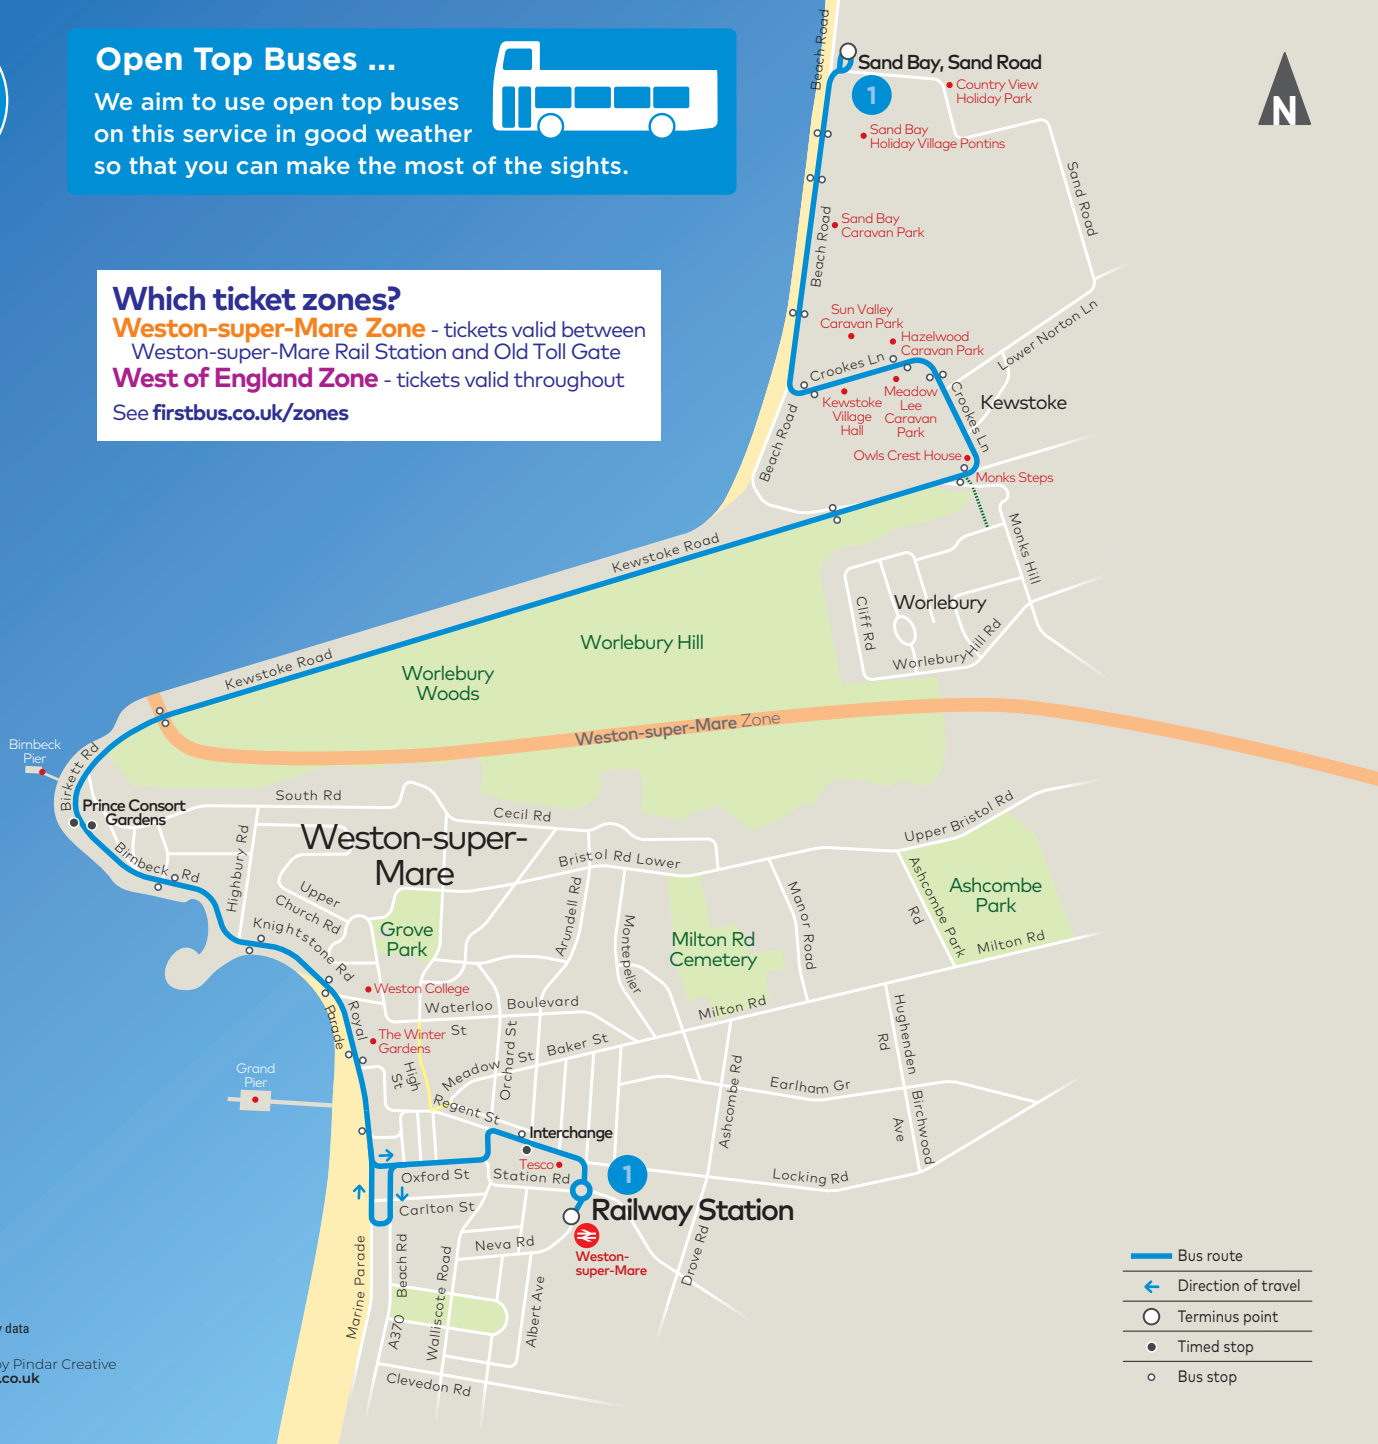 Open Top Buses ...
We aim to use open top buses
on this service in good weather
so that you can make the most of the sights.
Which ticket zones?
Weston-super-Mare Zone - tickets valid between
Weston-super-Mare Rail Station and Old Toll Gate
West of England Zone - tickets valid throughout
See firstbus.co.uk/zones
Beach Road
Sand Bay, Sand Road
1
Country View
Holiday Park
N
Sand Bay
Holiday Village Pontins
Sand Road
Sand Bay
Caravan Park
Beach Road
Sun Valley
Caravan Park
Hazelwood
Caravan Park
Lower Norton Ln
Crookes Ln
Kewstoke
Village
Hall
Meadow
Lee
Caravan
Park
Crookes Ln
Kewstoke
Beach Road
Owls Crest House
Monks Steps
Monks Hill
Kewstoke Road
Worlebury
Cliff Rd
Worlebury Hill Rd
Worlebury Hill
Kewstoke Road
Worlebury
Woods
Weston-super-Mare Zone
Birnbeck
Pier
Birkett Rd
Prince Consort
Gardens
South Rd
Cecil Rd
Upper Bristol Rd
Birnbeck Rd
Highbury Rd
Weston-super-
Mare
Bristol Rd Lower
Upper
Church Rd
Arundell Rd
Montepelier
Manor Road
Ashcombe Park
Rd
Ashcombe
Park
Milton Rd
Knightstone Rd
Grove
Park
Milton Rd
Cemetery
Weston College
Waterloo
St
Boulevard
Milton Rd
Hughenden
Rd
Royal
Parade
The Winter
Gardens
High
St
Meadow St
Orchard St
Baker St
Grand
Pier
Regent St
Ashcombe Rd
Earlham Gr
Birchwood
Ave
Interchange
Tesco
Oxford St
Station Rd
1
Locking Rd
Carlton St
Railway Station
Neva Rd
Weston-
super-Mare
Drove Rd
Marine Parade
Beach Rd
A370
Walliscote Road
Albert Ave
Clevedon Rd
Bus route
Direction of travel
Terminus point
Timed stop
Bus stop
data
by Pindar Creative
.co.uk